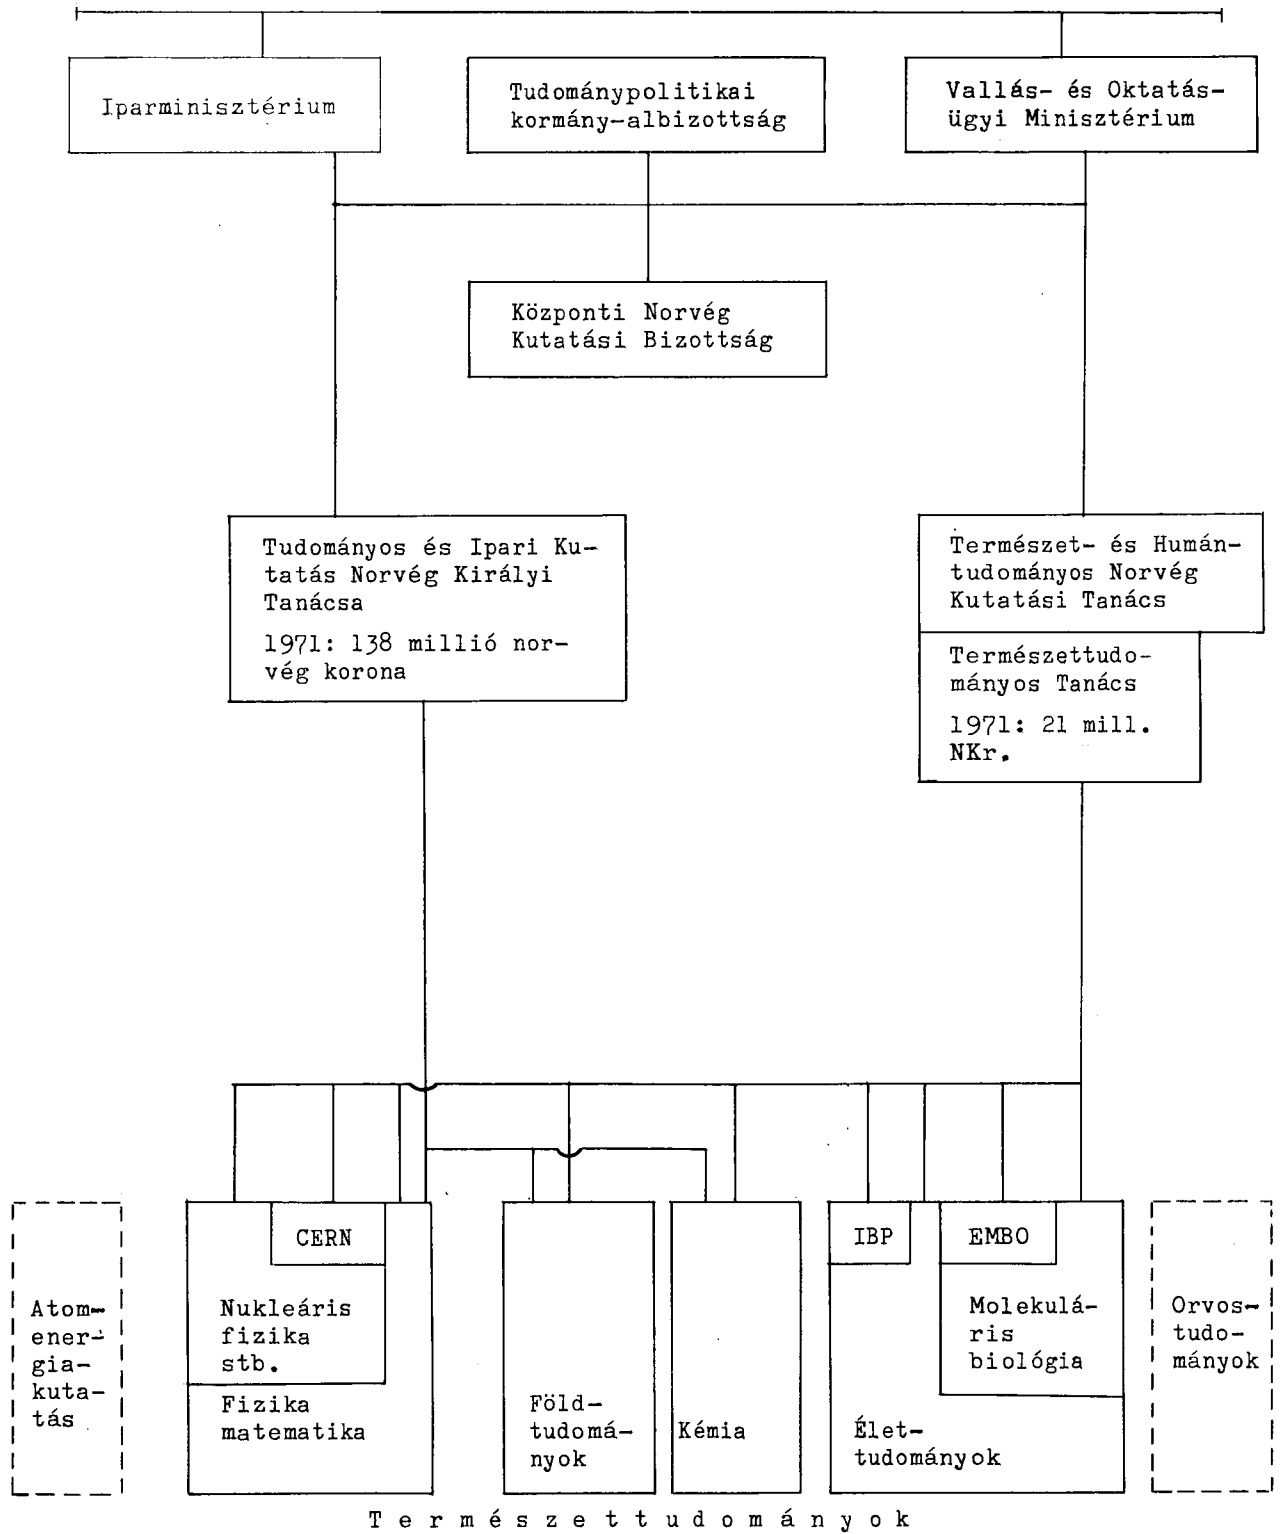 Iparminisztérium
Tudománypolitikai
kormány-albizottság
Vallás- és Oktatás-
ügyi Minisztérium
Központi Norvég
Kutatási Bizottság
Tudományos és Ipari Ku-
tatás Norvég Királyi
Tanácsa
1971: 138 millió nor-
vég korona
Természet- és Humán-
tudományos Norvég
Kutatási Tanács
Természettudo-
mányos Tanács
1971: 21 mill.
NKr.
Atom-
ener-
gia-
kuta-
tás
CERN
Nukleáris
fizika
stb.
Fizika
matematika
Föld-
tudomá-
nyok
Kémia
IBP
EMBO
Molekulá-
ris
biológia
Élet-
tudományok
Orvos-
tudo-
mányok
Természettudományok